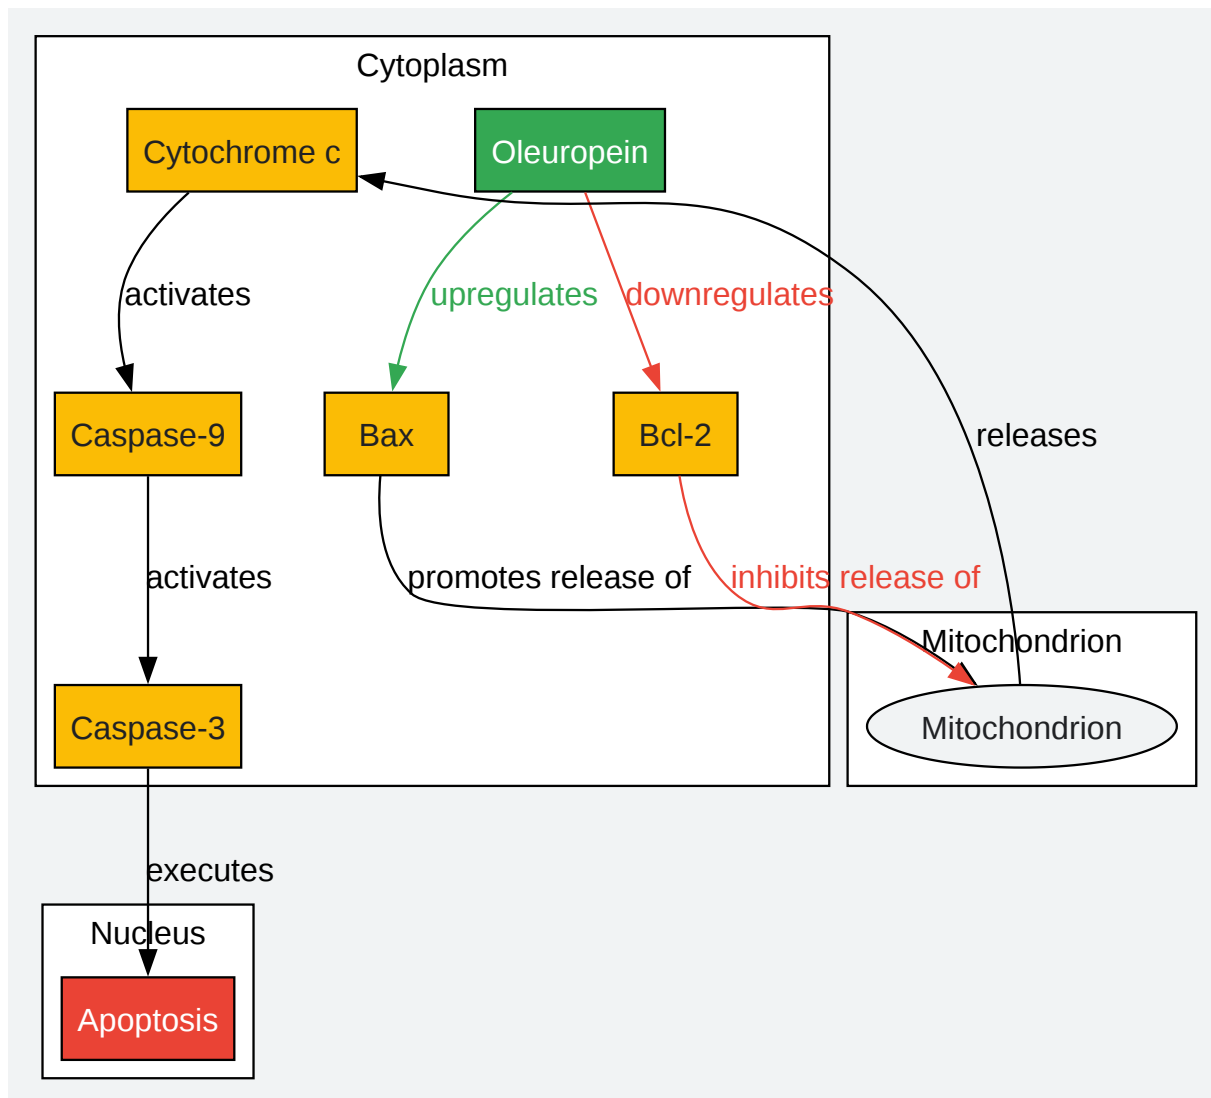 Cytoplasm
Cytochrome c
Oleuropein
activates
upregulates
downregulates
Caspase-9
Bax
Bcl-2
releases
activates
promotes release of
inhibits release of
Mitochondrion
Caspase-3
Mitochondrion
executes
Nucleus
Apoptosis